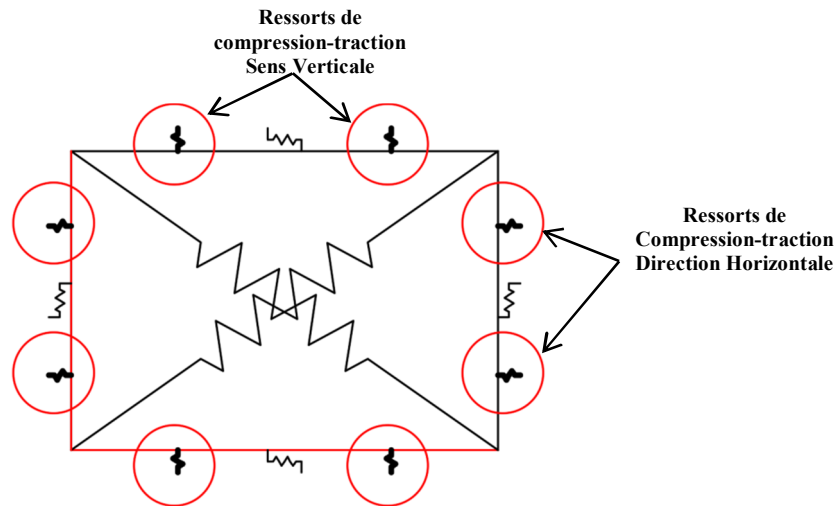 Ressorts de
compression-traction
Sens Verticale
Ressorts de
Compression-traction
Direction Horizontale